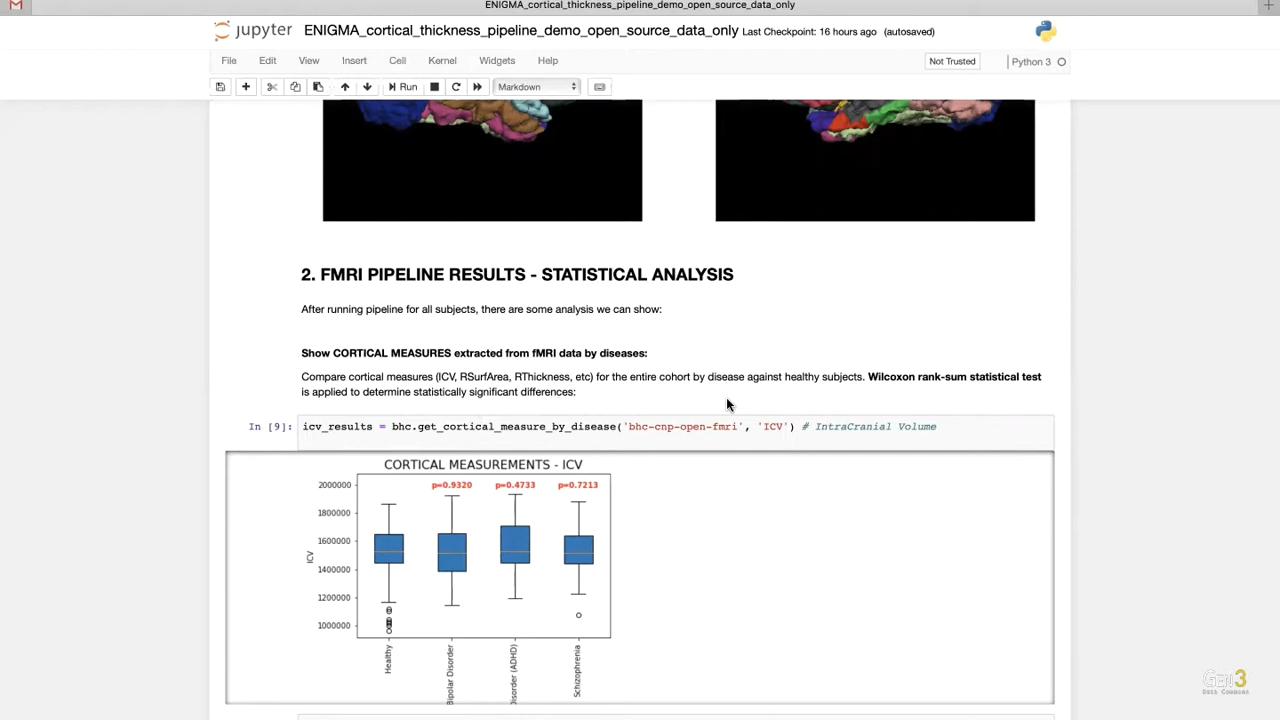 ENIGMA_cortical_thickness_pipeline_demo_open_source_data_only
jupyter ENIGMA_cortical_thickness_pipeline_demo_open_source_data_only Last Checkpoint: 16 hours ago (autosaved)
File Edit View Insert Cell Kernel Widgets Help Not Trusted Python 3
Run Markdown
2. FMRI PIPELINE RESULTS - STATISTICAL ANALYSIS
After running pipeline for all subjects, there are some analysis we can show:
Show CORTICAL MEASURES extracted from fMRI data by diseases:
Compare cortical measures (ICV, RSurfArea, RThickness, etc) for the entire cohort by disease against healthy subjects. Wilcoxon rank-sum statistical test
is applied to determine statistically significant differences:
In [9]: icv_results = bhc.get_cortical_measure_by_disease('bhc-cnp-open-fmri', 'ICV') # IntraCranial Volume
CORTICAL MEASUREMENTS - ICV
p=0.9320 p=0.4733 p=0.7213
2000000
1800000
1600000
1400000
1200000
1000000
ICV
Healthy
Bipolar Disorder
Disorder (ADHD)
Schizophrenia
GEN3
DATA COMMONS